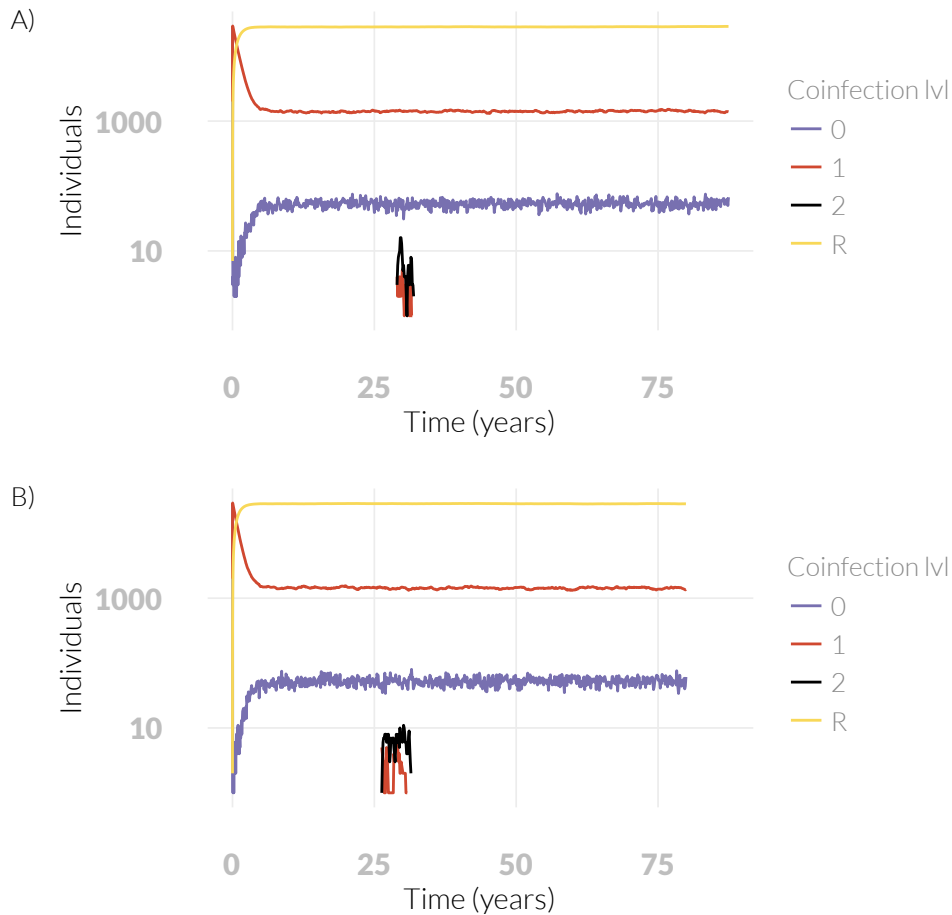 A)
Individuals
1000
10
0 25 50 75
Time (years)
Coinfection lvl
0
1
2
R
B)
Individuals
1000
10
0 25 50 75
Time (years)
Coinfection lvl
0
1
2
R